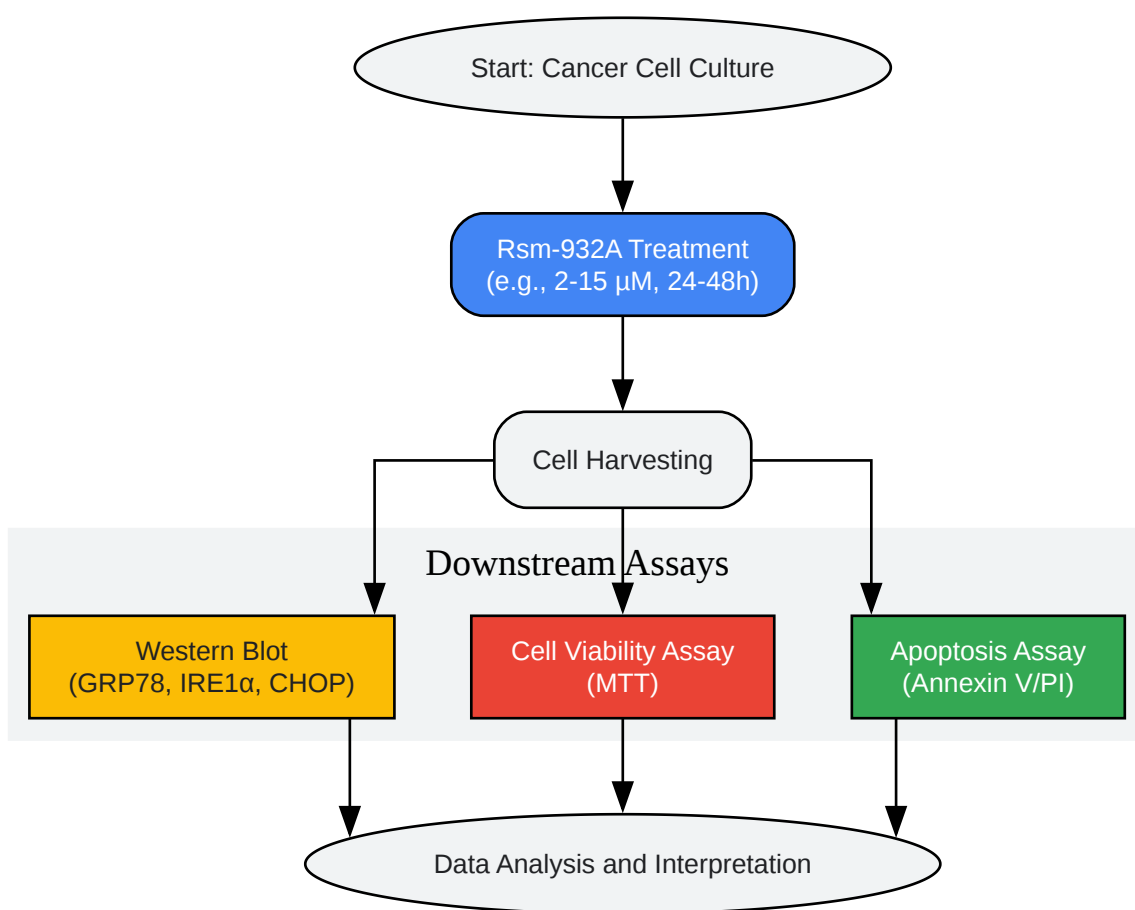 Start: Cancer Cell Culture
Rsm-932A Treatment
(e.g., 2-15 µM, 24-48h)
Cell Harvesting
Downstream Assays
Western Blot
(GRP78, IRE1α, CHOP)
Cell Viability Assay
(MTT)
Apoptosis Assay
(Annexin V/PI)
Data Analysis and Interpretation